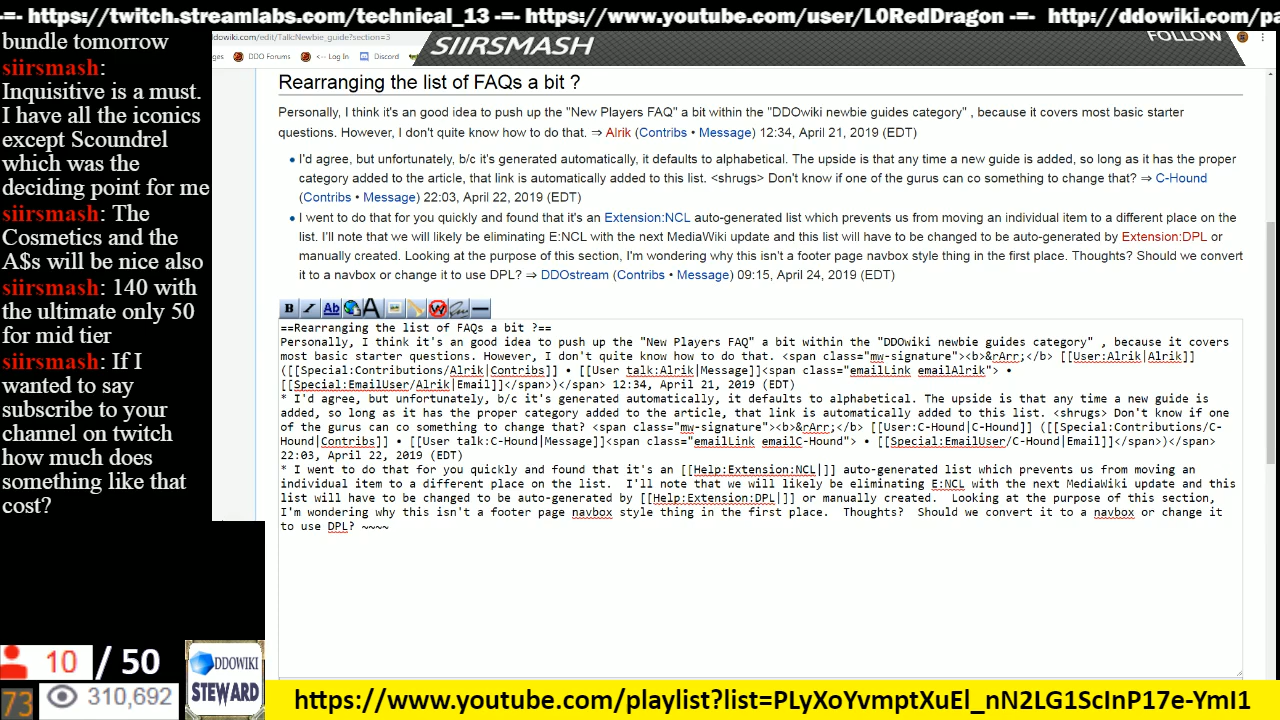 -=- https://twitch.streamlabs.com/technical_13 -=- https://www.youtube.com/user/L0RedDragon -=- http://ddowiki.com/pa
bundle tomorrow
siirsmash:
Inquisitive is a must.
I have all the iconics
except Scoundrel
which was the
deciding point for me
siirsmash: The
Cosmetics and the
A$s will be nice also
siirsmash: 140 with
the ultimate only 50
for mid tier
siirsmash: If I
wanted to say
subscribe to your
channel on twitch
how much does
something like that
cost?
ddowiki.com/edit/Talk:Newbie_guide?section=3
ges DDO Forums <-- Log In Discord
SIIRSMASH
FOLLOW
Rearranging the list of FAQs a bit ?
Personally, I think it's an good idea to push up the "New Players FAQ" a bit within the "DDOwiki newbie guides category" , because it covers most basic starter
questions. However, I don't quite know how to do that. ⇒ Alrik (Contribs • Message) 12:34, April 21, 2019 (EDT)
• I'd agree, but unfortunately, b/c it's generated automatically, it defaults to alphabetical. The upside is that any time a new guide is added, so long as it has the proper
category added to the article, that link is automatically added to this list. <shrugs> Don't know if one of the gurus can co something to change that? ⇒ C-Hound
(Contribs • Message) 22:03, April 22, 2019 (EDT)
• I went to do that for you quickly and found that it's an Extension:NCL auto-generated list which prevents us from moving an individual item to a different place on the
list. I'll note that we will likely be eliminating E:NCL with the next MediaWiki update and this list will have to be changed to be auto-generated by Extension:DPL or
manually created. Looking at the purpose of this section, I'm wondering why this isn't a footer page navbox style thing in the first place. Thoughts? Should we convert
it to a navbox or change it to use DPL? ⇒ DDOstream (Contribs • Message) 09:15, April 24, 2019 (EDT)
B I Ab A W
==Rearranging the list of FAQs a bit ?==
Personally, I think it's an good idea to push up the "New Players FAQ" a bit within the "DDOwiki newbie guides category" , because it covers
most basic starter questions. However, I don't quite know how to do that. <span class="mw-signature"><b>&rArr;</b> [[User:Alrik|Alrik]]
([[Special:Contributions/Alrik|Contribs]] • [[User talk:Alrik|Message]]<span class="emailLink emailAlrik"> •
[[Special:EmailUser/Alrik|Email]]</span>)</span> 12:34, April 21, 2019 (EDT)
* I'd agree, but unfortunately, b/c it's generated automatically, it defaults to alphabetical. The upside is that any time a new guide is
added, so long as it has the proper category added to the article, that link is automatically added to this list. <shrugs> Don't know if one
of the gurus can co something to change that? <span class="mw-signature"><b>&rArr;</b> [[User:C-Hound|C-Hound]] ([[Special:Contributions/C-
Hound|Contribs]] • [[User talk:C-Hound|Message]]<span class="emailLink emailC-Hound"> • [[Special:EmailUser/C-Hound|Email]]</span>)</span>
22:03, April 22, 2019 (EDT)
* I went to do that for you quickly and found that it's an [[Help:Extension:NCL|]] auto-generated list which prevents us from moving an
individual item to a different place on the list.  I'll note that we will likely be eliminating E:NCL with the next MediaWiki update and this
list will have to be changed to be auto-generated by [[Help:Extension:DPL|]] or manually created.  Looking at the purpose of this section,
I'm wondering why this isn't a footer page navbox style thing in the first place.  Thoughts?  Should we convert it to a navbox or change it
to use DPL? ~~~~
10 / 50
73 310,692
DDOWIKI
STEWARD
https://www.youtube.com/playlist?list=PLyXoYvmptXuEl_nN2LG1ScInP17e-YmI1